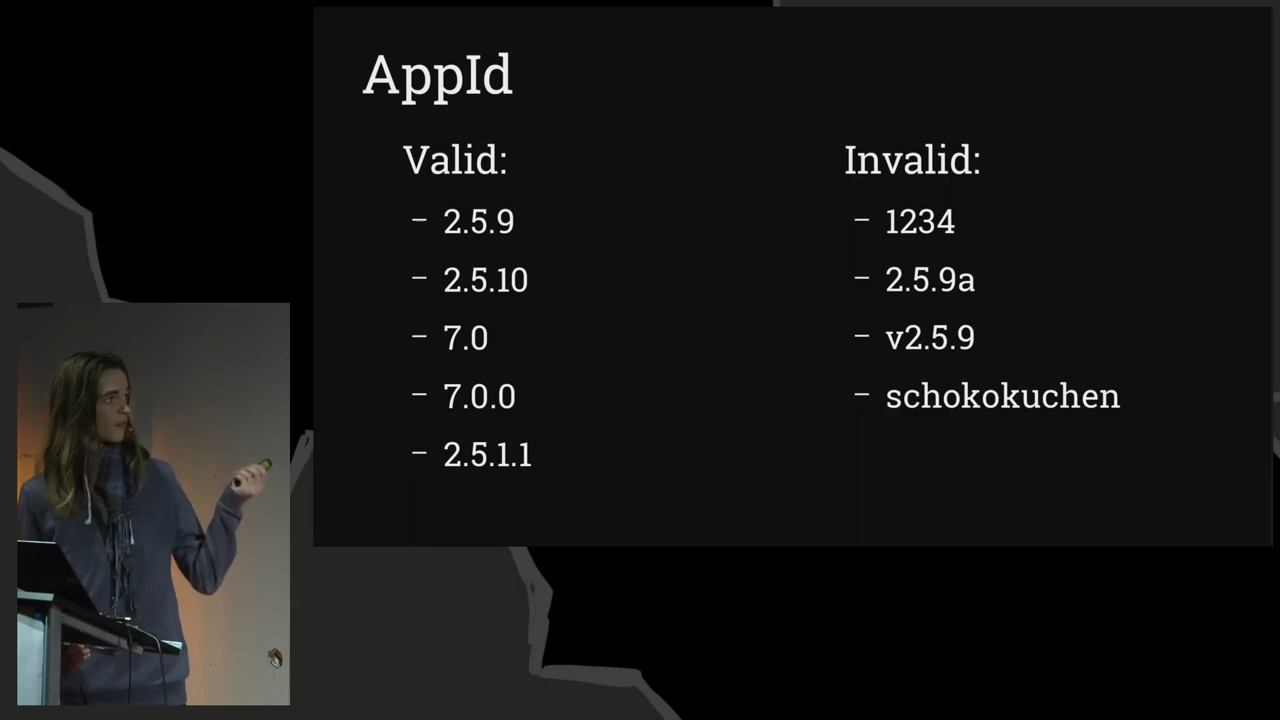 AppId
Valid:
– 2.5.9
– 2.5.10
– 7.0
– 7.0.0
– 2.5.1.1
Invalid:
– 1234
– 2.5.9a
– v2.5.9
– schokokuchen